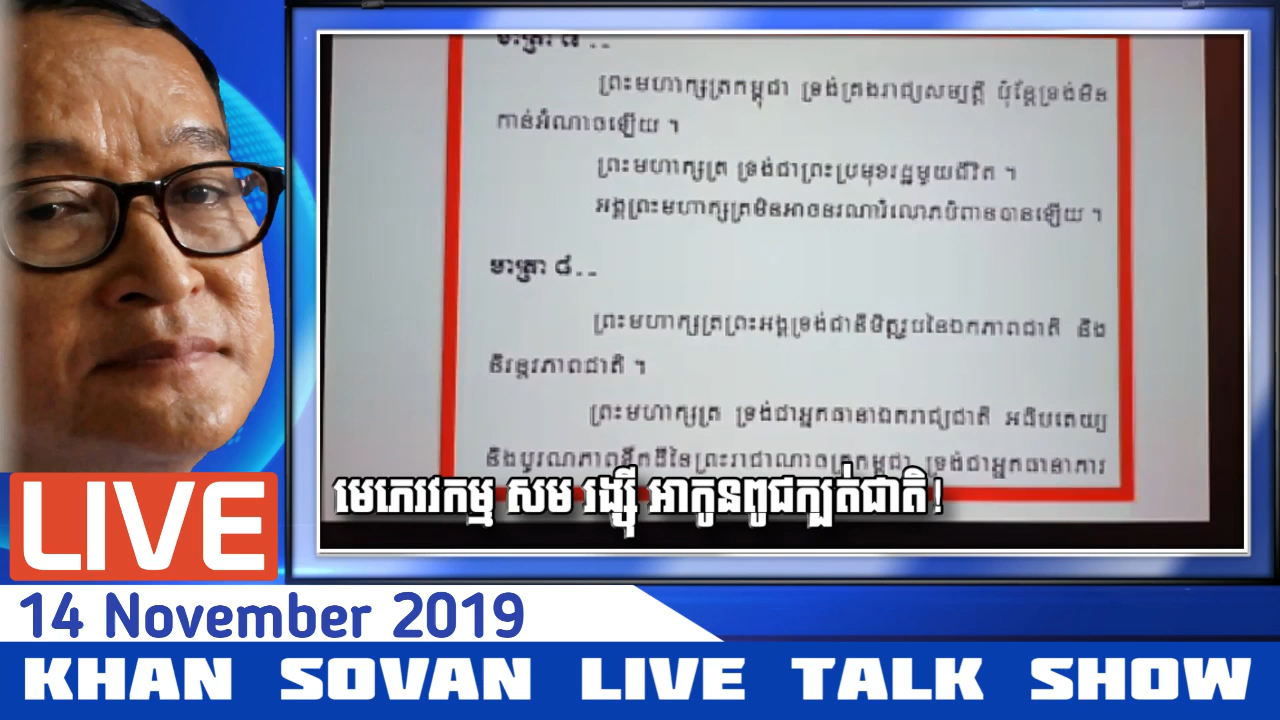 មាត្រា ៧ _
ព្រះមហាក្សត្រកម្ពុជា ទ្រង់គ្រងរាជ្យសម្បត្តិ ប៉ុន្តែទ្រង់មិន
កាន់អំណាចឡើយ ។
ព្រះមហាក្សត្រ ទ្រង់ជាព្រះប្រមុខរដ្ឋមួយជីវិត ។
អង្គព្រះមហាក្សត្រមិនអាចនរណារំលោភបំពានបានឡើយ ។
មាត្រា ៨._
ព្រះមហាក្សត្រព្រះអង្គទ្រង់ជានិមិត្តរូបនៃឯកភាពជាតិ និង
និរន្តរភាពជាតិ ។
ព្រះមហាក្សត្រ ទ្រង់ជាអ្នកធានាឯករាជ្យជាតិ អធិបតេយ្យ
និងបូរណភាពទឹកដីនៃព្រះរាជាណាចក្រកម្ពុជា ទ្រង់ជាអ្នកធានាការ
មេភេរវកម្ម សម រង្ស៊ី អាកូនពូជក្បត់ជាតិ!
LIVE
14 November 2019
KHAN SOVAN LIVE TALK SHOW